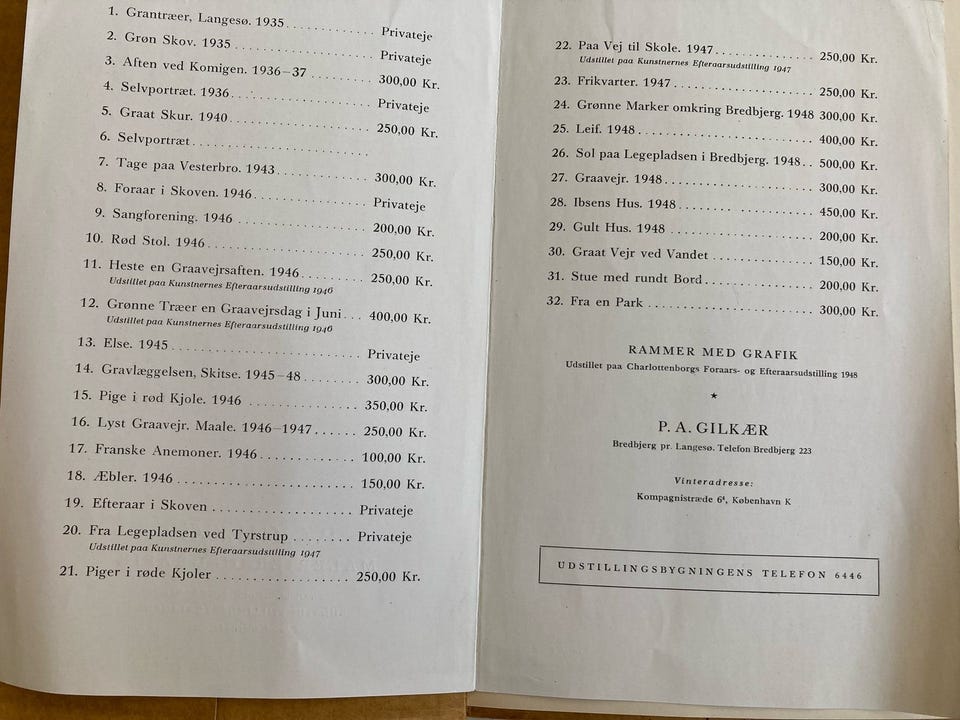 1. Grantræer, Langesø. 1935 . . . . . . . . . . . . . Privateje
2. Grøn Skov. 1935 . . . . . . . . . . . . . . . . . . . . Privateje
3. Aften ved Komigen. 1936–37 . . . . . . . . . 300,00 Kr.
4. Selvportræt. 1936 . . . . . . . . . . . . . . . . . . . . Privateje
5. Graat Skur. 1940 . . . . . . . . . . . . . . . . . . . . 250,00 Kr.
6. Selvportræt . . . . . . . . . . . . . . . . . . . . . . . . .
7. Tage paa Vesterbro. 1943 . . . . . . . . . . . . . 300,00 Kr.
8. Foraar i Skoven. 1946 . . . . . . . . . . . . . . . . Privateje
9. Sangforening. 1946 . . . . . . . . . . . . . . . . . . 200,00 Kr.
10. Rød Stol. 1946 . . . . . . . . . . . . . . . . . . . . . . 250,00 Kr.
11. Heste en Graavejrsaften. 1946 . . . . . . . . . 250,00 Kr.
Udstillet paa Kunstnernes Efteraarsudstilling 1946
12. Grønne Træer en Graavejrsdag i Juni . . . 400,00 Kr.
Udstillet paa Kunstnernes Efteraarsudstilling 1946
13. Else. 1945 . . . . . . . . . . . . . . . . . . . . . . . . . Privateje
14. Gravlæggelsen, Skitse. 1945–48 . . . . . . . . 300,00 Kr.
15. Pige i rød Kjole. 1946 . . . . . . . . . . . . . . . 350,00 Kr.
16. Lyst Graavejr. Maale. 1946–1947 . . . . . . 250,00 Kr.
17. Franske Anemoner. 1946 . . . . . . . . . . . . . 100,00 Kr.
18. Æbler. 1946 . . . . . . . . . . . . . . . . . . . . . . . . 150,00 Kr.
19. Efteraar i Skoven . . . . . . . . . . . . . . . . . . . Privateje
20. Fra Legepladsen ved Tyrstrup . . . . . . . . Privateje
Udstillet paa Kunstnernes Efteraarsudstilling 1947
21. Piger i røde Kjoler . . . . . . . . . . . . . . . . . . 250,00 Kr.
22. Paa Vej til Skole. 1947 . . . . . . . . . . . . . . 250,00 Kr.
Udstillet paa Kunstnernes Efteraarsudstilling 1947
23. Frikvarter. 1947 . . . . . . . . . . . . . . . . . . . . 250,00 Kr.
24. Grønne Marker omkring Bredbjerg. 1948 300,00 Kr.
25. Leif. 1948 . . . . . . . . . . . . . . . . . . . . . . . . . 400,00 Kr.
26. Sol paa Legepladsen i Bredbjerg. 1948 . . 500,00 Kr.
27. Graavejr. 1948 . . . . . . . . . . . . . . . . . . . . . 300,00 Kr.
28. Ibsens Hus. 1948 . . . . . . . . . . . . . . . . . . . 450,00 Kr.
29. Gult Hus. 1948 . . . . . . . . . . . . . . . . . . . . . 200,00 Kr.
30. Graat Vejr ved Vandet . . . . . . . . . . . . . . . 150,00 Kr.
31. Stue med rundt Bord . . . . . . . . . . . . . . . . 200,00 Kr.
32. Fra en Park . . . . . . . . . . . . . . . . . . . . . . . . 300,00 Kr.
RAMMER MED GRAFIK
Udstillet paa Charlottenborgs Foraars- og Efteraarsudstilling 1948
★
P. A. GILKÆR
Bredbjerg pr. Langesø. Telefon Bredbjerg 223
Vinteradresse:
Kompagnistræde 6⁴, København K
UDSTILLINGSBYGNINGENS TELEFON 6446